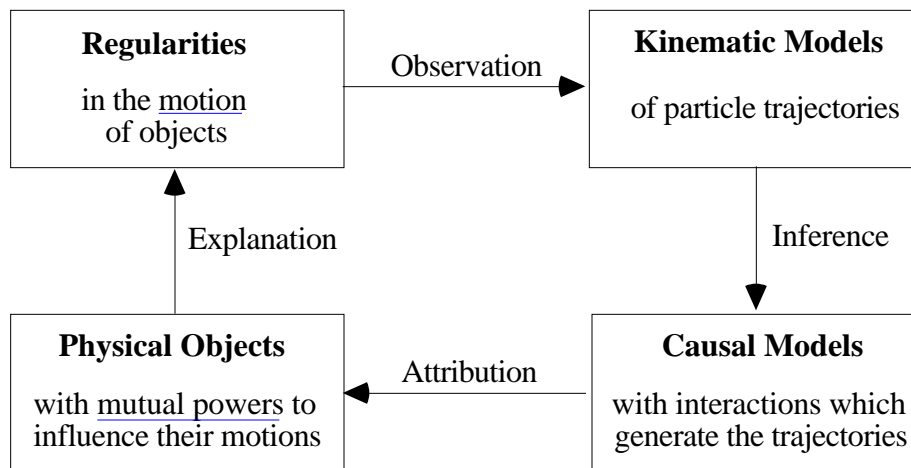 Regularities
in the motion
of objects
Observation
Kinematic Models
of particle trajectories
Explanation
Inference
Physical Objects
with mutual powers to
influence their motions
Attribution
Causal Models
with interactions which
generate the trajectories